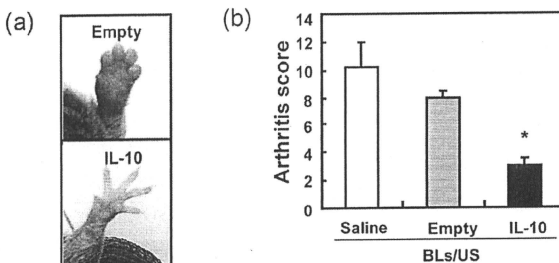 (a)
Empty
IL-10
(b)
Arthritis score
14
12
10
8
6
4
2
0
Saline
Empty
IL-10
*
BLs/US